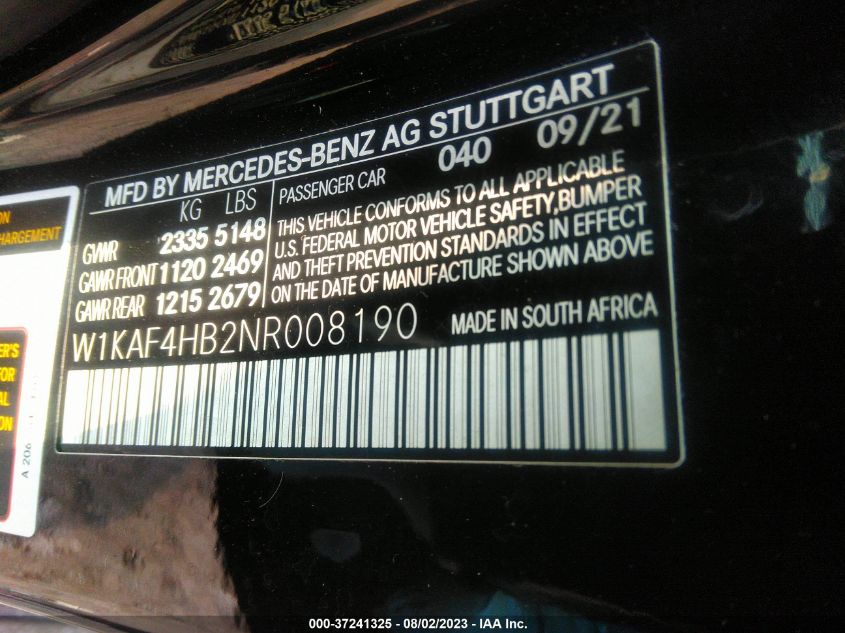 MFD BY MERCEDES-BENZ AG STUTTGART
KG LBS
PASSENGER CAR 040 09/21
GVWR 2335 5148
GAWR FRONT 1120 2469
GAWR REAR 1215 2679
THIS VEHICLE CONFORMS TO ALL APPLICABLE
U.S. FEDERAL MOTOR VEHICLE SAFETY, BUMPER
AND THEFT PREVENTION STANDARDS IN EFFECT
ON THE DATE OF MANUFACTURE SHOWN ABOVE
W1KAF4HB2NR008190
MADE IN SOUTH AFRICA
A 206
000-37241325 - 08/02/2023 - IAA Inc.